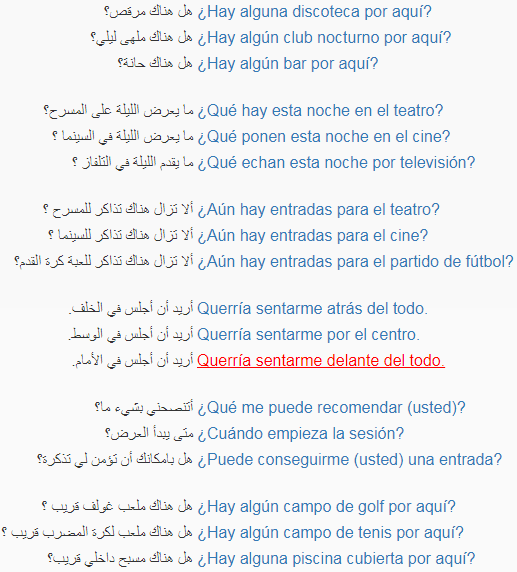 هل هناك مرقص؟ ¿Hay alguna discoteca por aquí?
هل هناك ملهى ليلي؟ ¿Hay algún club nocturno por aquí?
هل هناك حانة؟ ¿Hay algún bar por aquí?
ما يعرض الليلة على المسرح؟ ¿Qué hay esta noche en el teatro?
ما يعرض الليلة في السينما ؟ ¿Qué ponen esta noche en el cine?
ما يقدم الليلة في التلفاز ؟ ¿Qué echan esta noche por televisión?
ألا تزال هناك تذاكر للمسرح ؟ ¿Aún hay entradas para el teatro?
ألا تزال هناك تذاكر للسينما ؟ ¿Aún hay entradas para el cine?
ألا تزال هناك تذاكر للعبة كرة القدم؟ ¿Aún hay entradas para el partido de fútbol?
أريد أن أجلس في الخلف. Querría sentarme atrás del todo.
أريد أن أجلس في الوسط. Querría sentarme por el centro.
أريد أن أجلس في الأمام. Querría sentarme delante del todo.
أتنصحني بشيء ما؟ ¿Qué me puede recomendar (usted)?
متى يبدأ العرض؟ ¿Cuándo empieza la sesión?
هل بامكانك أن تؤمن لي تذكرة؟ ¿Puede conseguirme (usted) una entrada?
هل هناك ملعب غولف قريب ؟ ¿Hay algún campo de golf por aquí?
هل هناك ملعب لكرة المضرب قريب ؟ ¿Hay algún campo de tenis por aquí?
هل هناك مسبح داخلي قريب؟ ¿Hay alguna piscina cubierta por aquí?